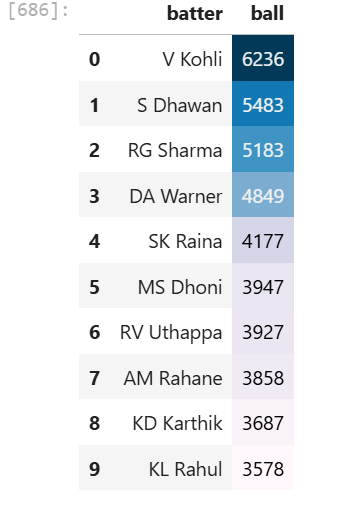 [686]:
batter ball
0 V Kohli 6236
1 S Dhawan 5483
2 RG Sharma 5183
3 DA Warner 4849
4 SK Raina 4177
5 MS Dhoni 3947
6 RV Uthappa 3927
7 AM Rahane 3858
8 KD Karthik 3687
9 KL Rahul 3578